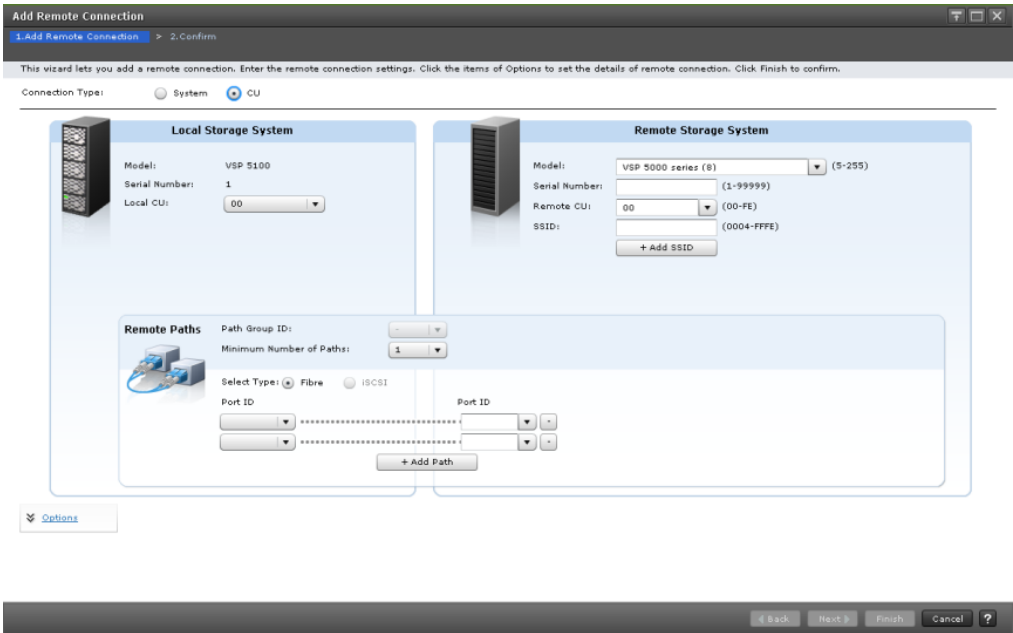 Add Remote Connection
1.Add Remote Connection > 2.Confirm
This wizard lets you add a remote connection. Enter the remote connection settings. Click the items of Options to set the details of remote connection. Click Finish to confirm.
Connection Type: System CU
Local Storage System
Model: VSP 5100
Serial Number: 1
Local CU: 00
Remote Storage System
Model: VSP 5000 series (8) (5-255)
Serial Number: (1-99999)
Remote CU: 00 (00-FE)
SSID: (0004-FFFE)
+ Add SSID
Remote Paths
Path Group ID: -
Minimum Number of Paths: 1
Select Type: Fibre iSCSI
Port ID Port ID
-
-
+ Add Path
Options
Back Next Finish Cancel ?